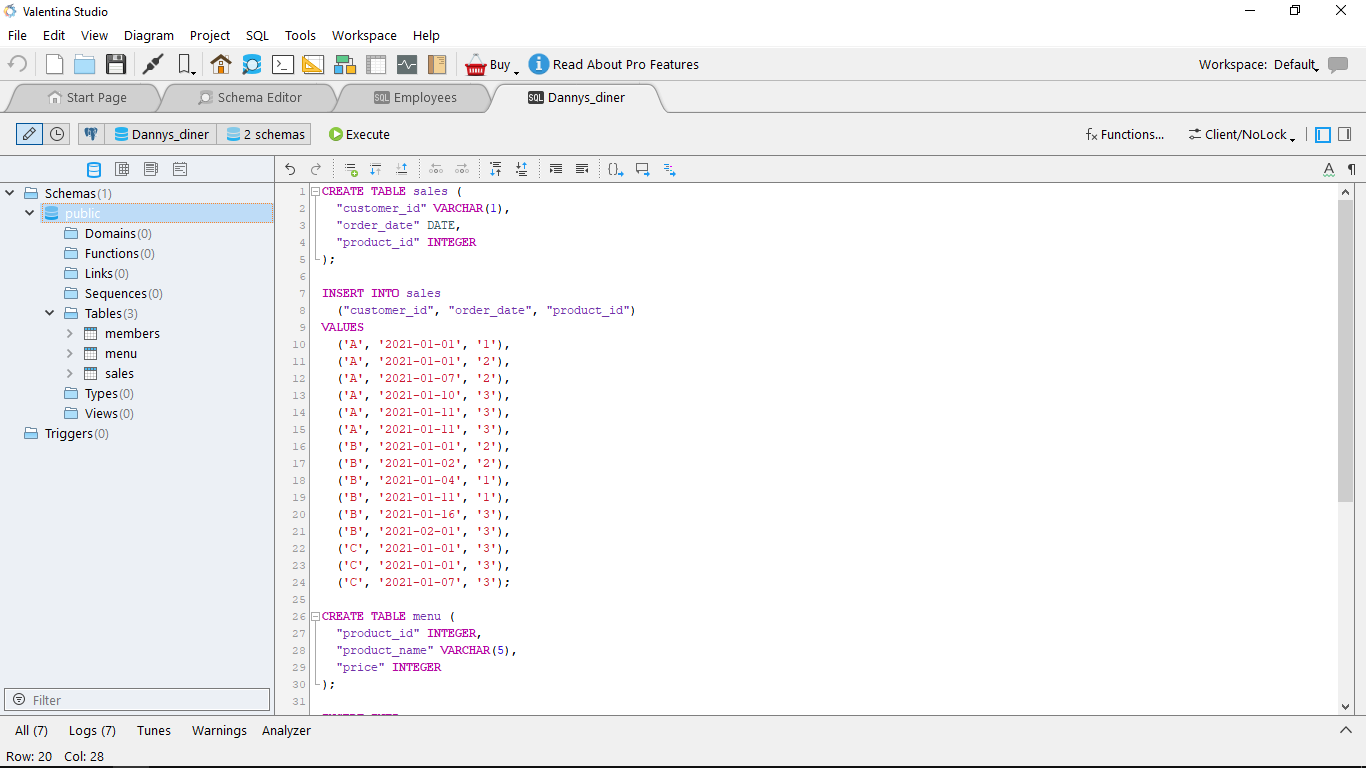 Valentina Studio
File Edit View Diagram Project SQL Tools Workspace Help
Buy Read About Pro Features Workspace: Default
Start Page Schema Editor SQL Employees SQL Dannys_diner
Dannys_diner 2 schemas Execute fx Functions... Client/NoLock
Schemas(1)
public
Domains(0)
Functions(0)
Links(0)
Sequences(0)
Tables(3)
members
menu
sales
Types(0)
Views(0)
Triggers(0)
Filter
1 CREATE TABLE sales (
2 "customer_id" VARCHAR(1),
3 "order_date" DATE,
4 "product_id" INTEGER
5 );
6
7 INSERT INTO sales
8 ("customer_id", "order_date", "product_id")
9 VALUES
10 ('A', '2021-01-01', '1'),
11 ('A', '2021-01-01', '2'),
12 ('A', '2021-01-07', '2'),
13 ('A', '2021-01-10', '3'),
14 ('A', '2021-01-11', '3'),
15 ('A', '2021-01-11', '3'),
16 ('B', '2021-01-01', '2'),
17 ('B', '2021-01-02', '2'),
18 ('B', '2021-01-04', '1'),
19 ('B', '2021-01-11', '1'),
20 ('B', '2021-01-16', '3'),
21 ('B', '2021-02-01', '3'),
22 ('C', '2021-01-01', '3'),
23 ('C', '2021-01-01', '3'),
24 ('C', '2021-01-07', '3');
25
26 CREATE TABLE menu (
27 "product_id" INTEGER,
28 "product_name" VARCHAR(5),
29 "price" INTEGER
30 );
31
All (7) Logs (7) Tunes Warnings Analyzer
Row: 20 Col: 28